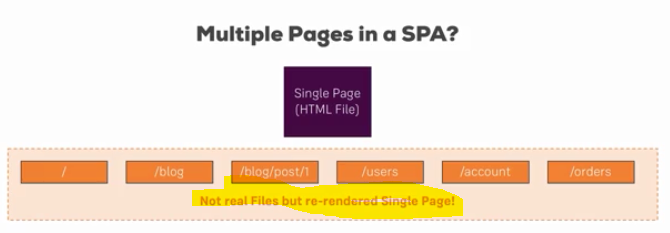 Multiple Pages in a SPA?
Single Page
(HTML File)
/ /blog /blog/post/1 /users /account /orders
Not real Files but re-rendered Single Page!